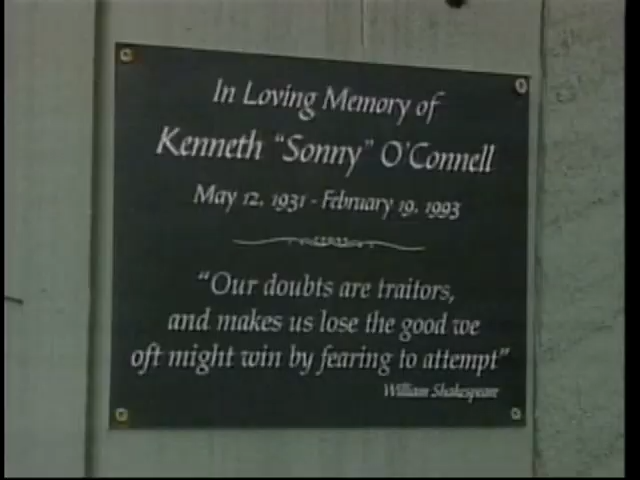 In Loving Memory of
Kenneth "Sonny" O'Connell
May 12, 1931 - February 19, 1993
"Our doubts are traitors,
and makes us lose the good we
oft might win by fearing to attempt"
William Shakespeare